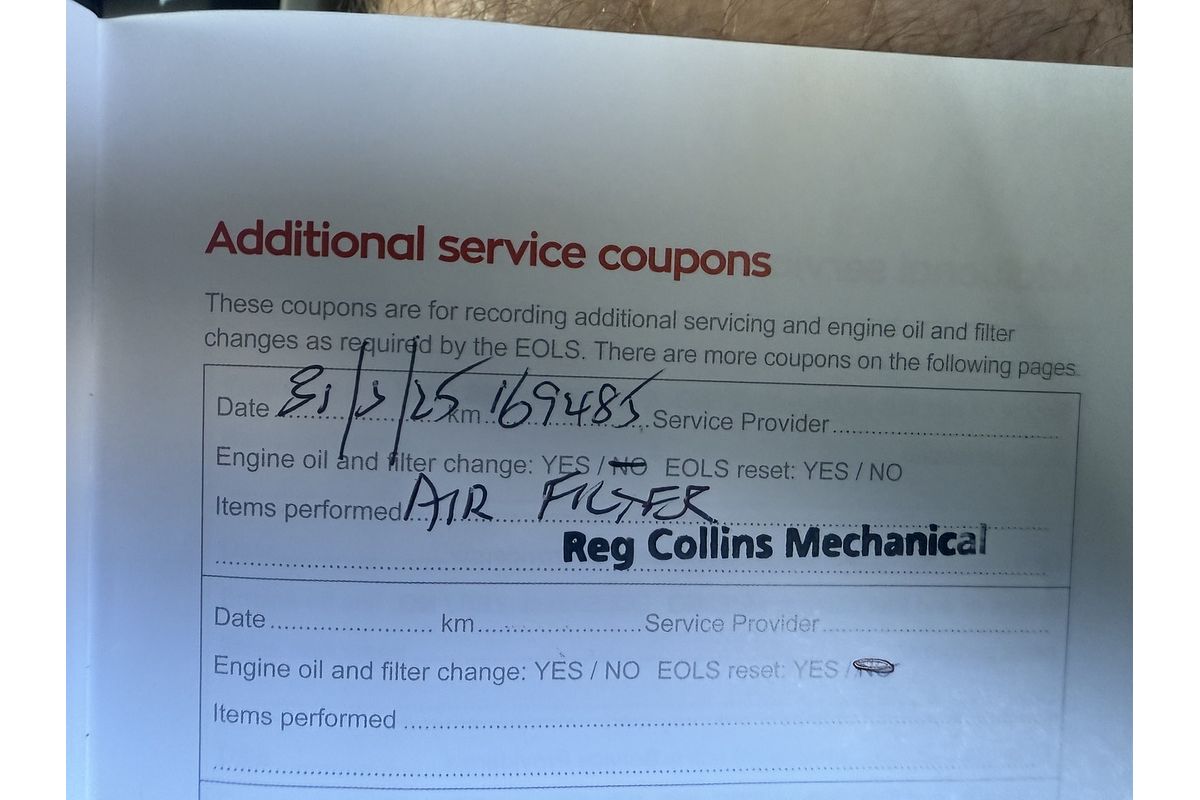 Additional service coupons
These coupons are for recording additional servicing and engine oil and filter
changes as required by the EOLS. There are more coupons on the following pages.
Date 31/3/25 km 169485 Service Provider
Engine oil and filter change: YES / NO EOLS reset: YES / NO
Items performed AIR FILTER
Reg Collins Mechanical
Date km Service Provider
Engine oil and filter change: YES / NO EOLS reset: YES / NO
Items performed